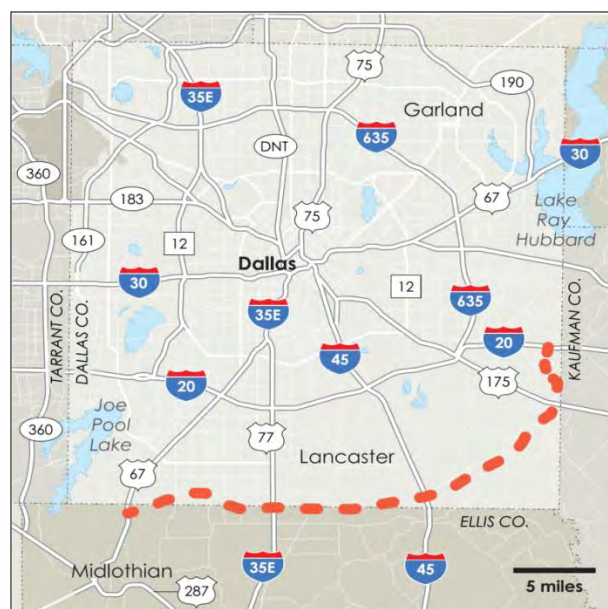 75
190
35E
Garland
635
DNT
30
360
67
Lake
Ray
Hubbard
183
75
161
12
Dallas
30
12
635
35E
TARRANT CO.
DALLAS CO.
KAUFMAN CO.
20
45
20
175
Joe
Pool
Lake
360
77
67
Lancaster
ELLIS CO.
Midlothian
35E
45
287
5 miles